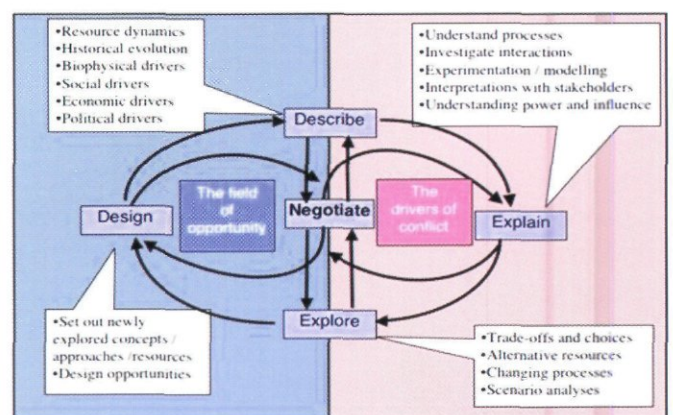 •Resource dynamics
•Historical evolution
•Biophysical drivers
•Social drivers
•Economic drivers
•Political drivers
•Understand processes
•Investigate interactions
•Experimentation / modelling
•Interpretations with stakeholders
•Understanding power and influence
Describe
Design
The field
of
opportunity
Negotiate
The
drivers of
conflict
Explain
Explore
•Set out newly
explored concepts /
approaches /resources
•Design opportunities
•Trade-offs and choices
•Alternative resources
•Changing processes
•Scenario analyses